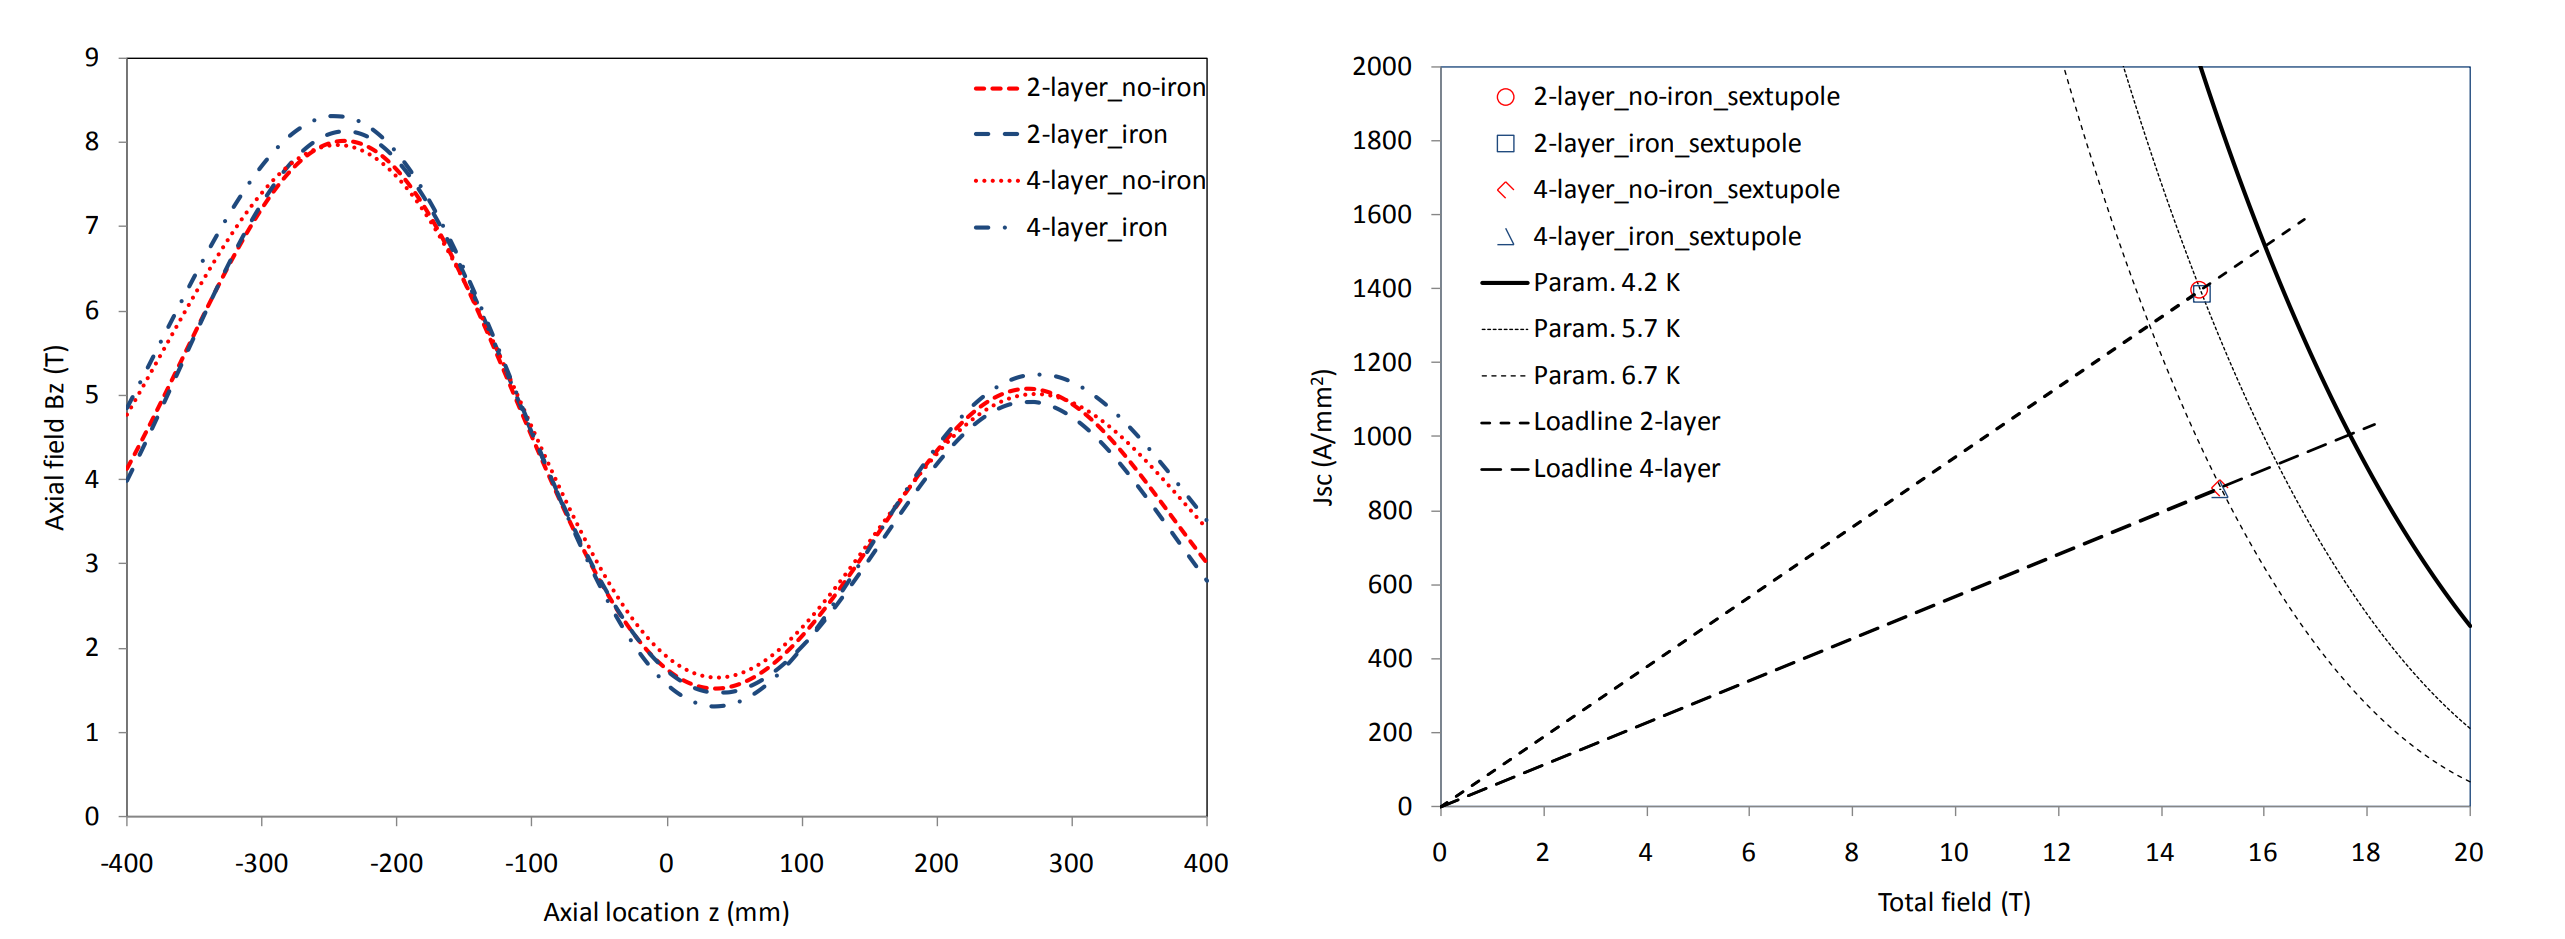 9
8
7
6
5
4
3
2
1
0
Axial field Bz (T)
-400 -300 -200 -100 0 100 200 300 400
Axial location z (mm)
2-layer_no-iron
2-layer_iron
4-layer_no-iron
4-layer_iron
2000
1800
1600
1400
1200
1000
800
600
400
200
0
Jsc (A/mm²)
0 2 4 6 8 10 12 14 16 18 20
Total field (T)
2-layer_no-iron_sextupole
2-layer_iron_sextupole
4-layer_no-iron_sextupole
4-layer_iron_sextupole
Param. 4.2 K
Param. 5.7 K
Param. 6.7 K
Loadline 2-layer
Loadline 4-layer